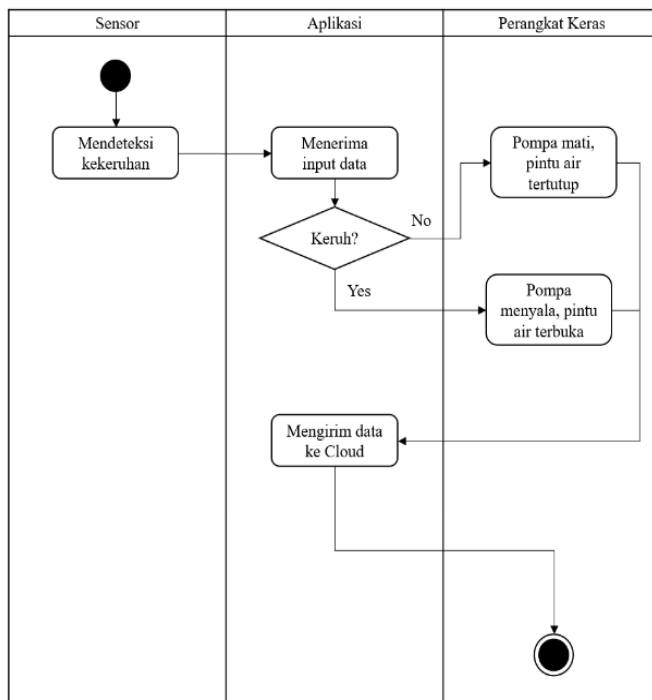 Sensor
Aplikasi
Perangkat Keras
Mendeteksi
kekeruhan
Menerima
input data
Pompa mati,
pintu air
tertutup
No
Keruh?
Yes
Pompa
menyala, pintu
air terbuka
Mengirim data
ke Cloud